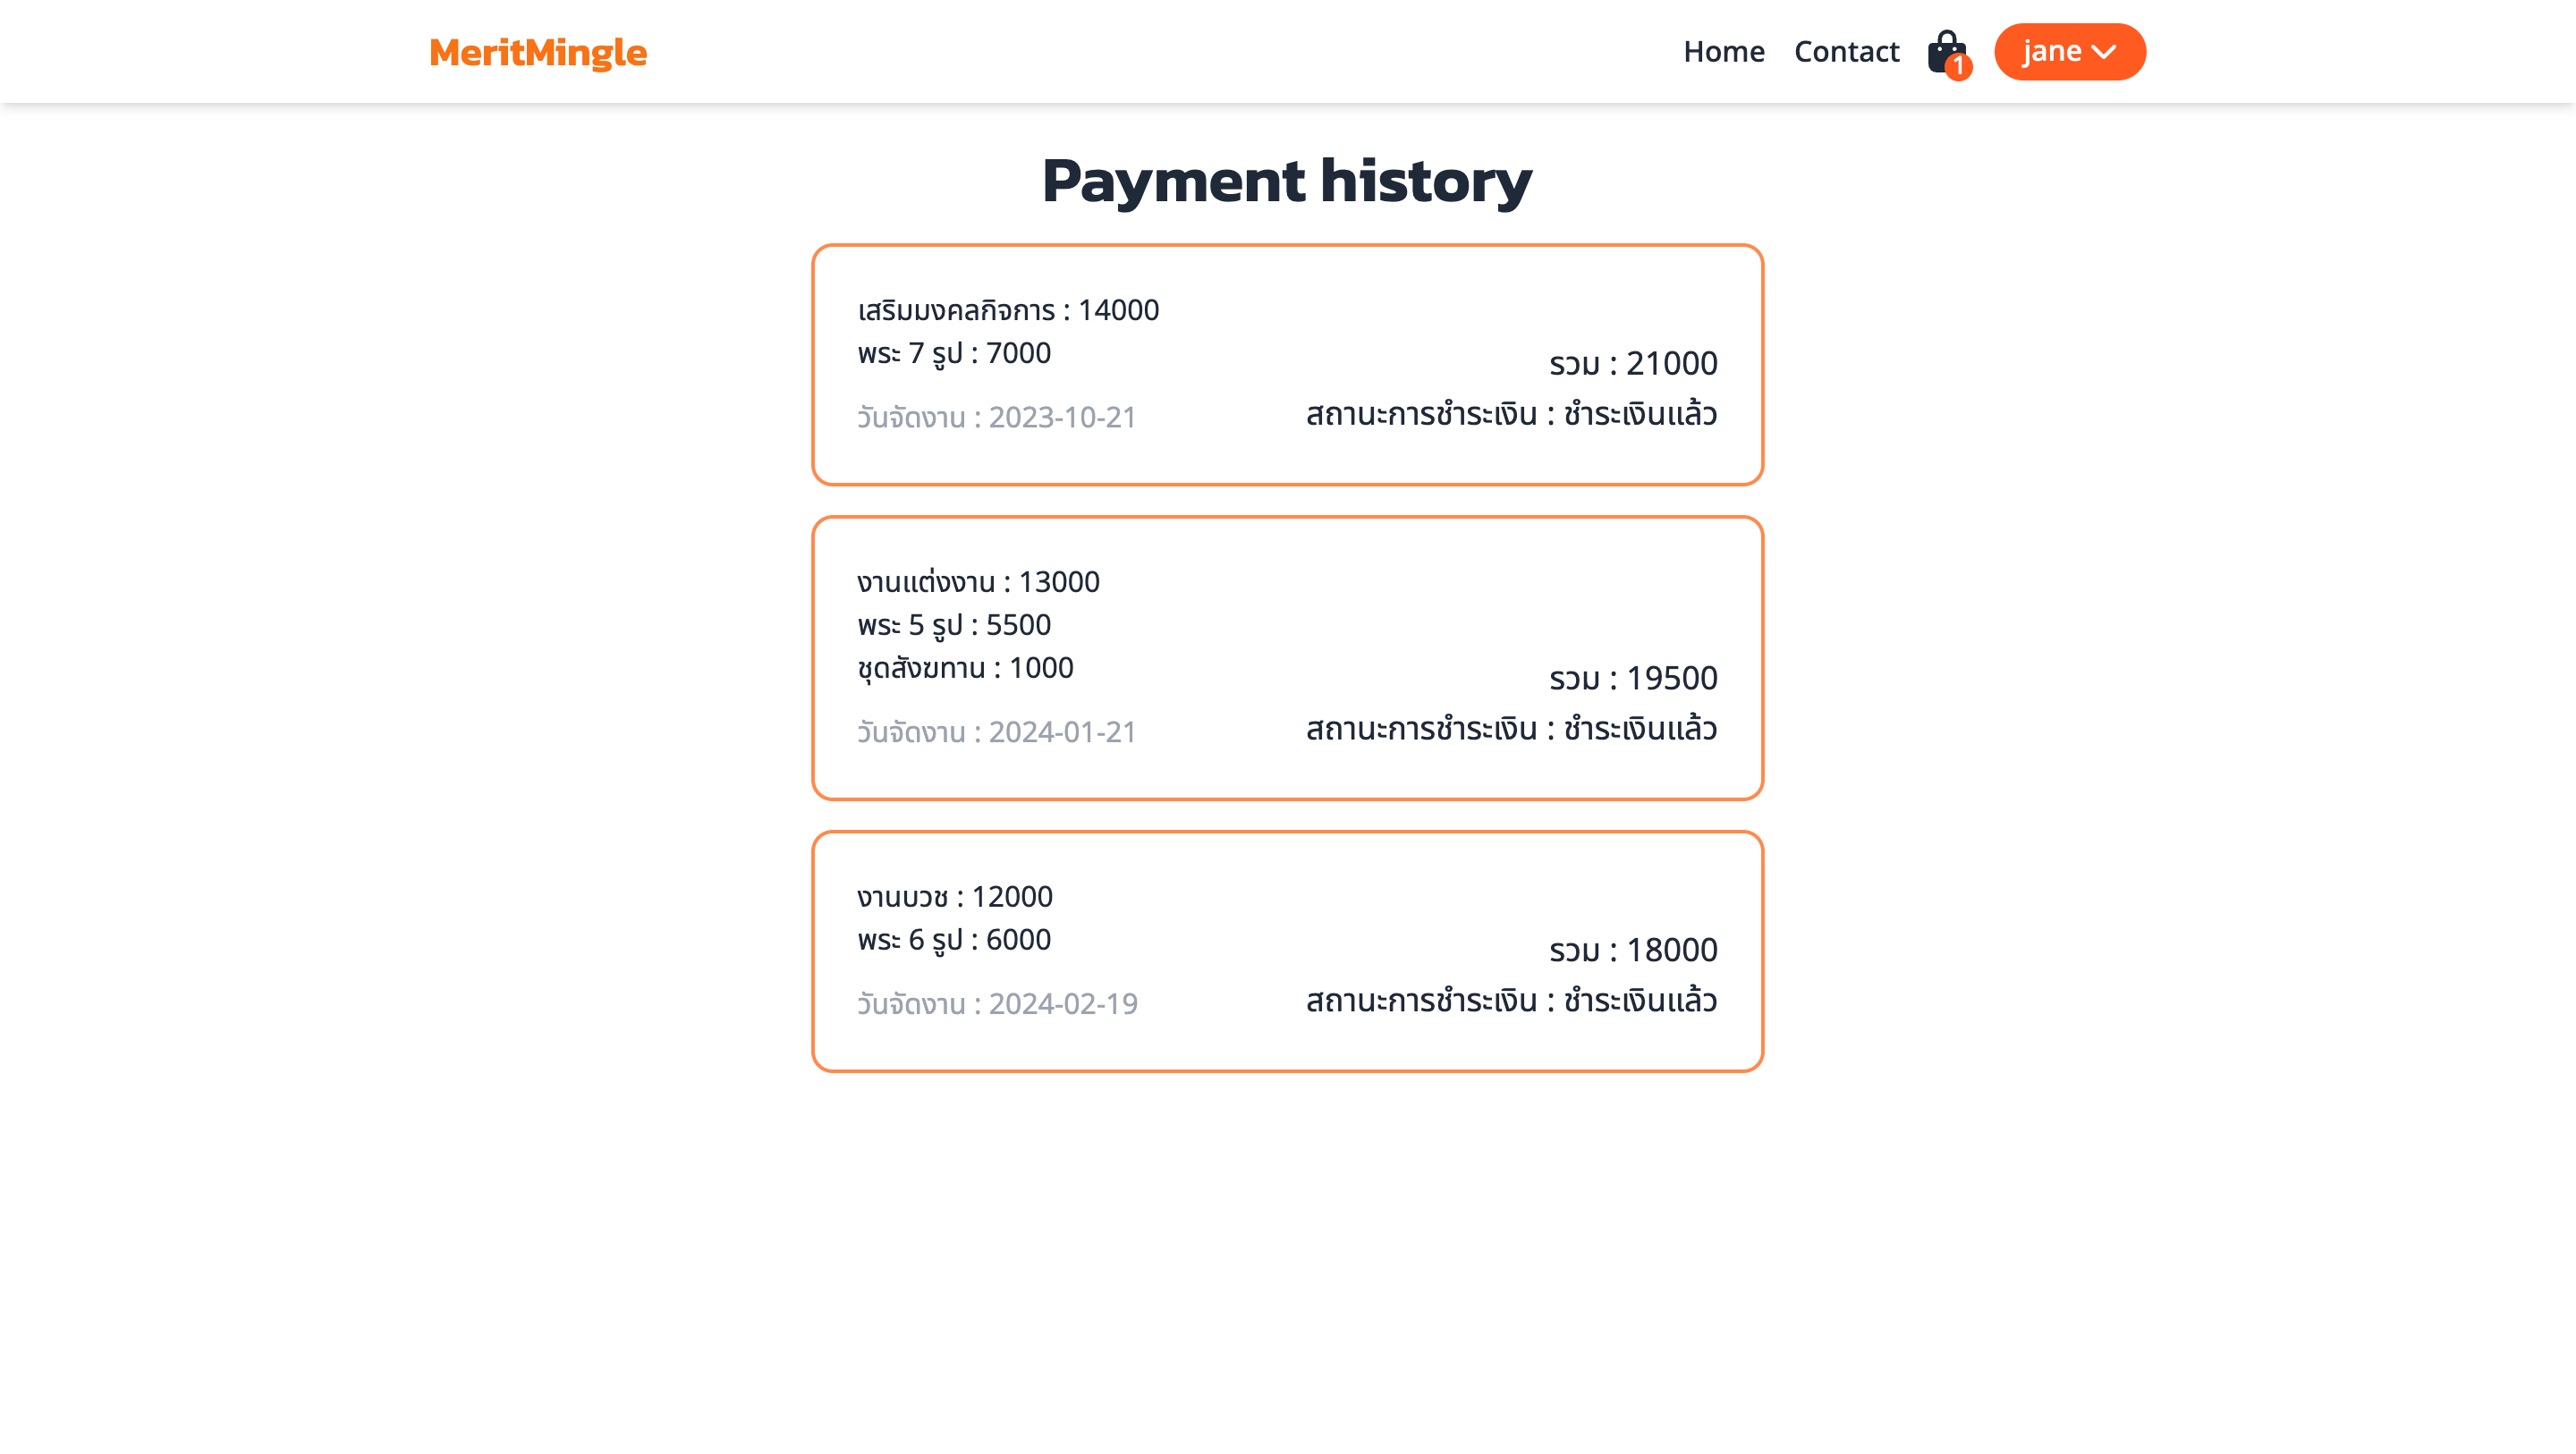 MeritMingle
Home
Contact
1
jane
Payment history
เสริมมงคลกิจการ : 14000
พระ 7 รูป : 7000
วันจัดงาน : 2023-10-21
รวม : 21000
สถานะการชำระเงิน : ชำระเงินแล้ว
งานแต่งงาน : 13000
พระ 5 รูป : 5500
ชุดสังฆทาน : 1000
วันจัดงาน : 2024-01-21
รวม : 19500
สถานะการชำระเงิน : ชำระเงินแล้ว
งานบวช : 12000
พระ 6 รูป : 6000
วันจัดงาน : 2024-02-19
รวม : 18000
สถานะการชำระเงิน : ชำระเงินแล้ว